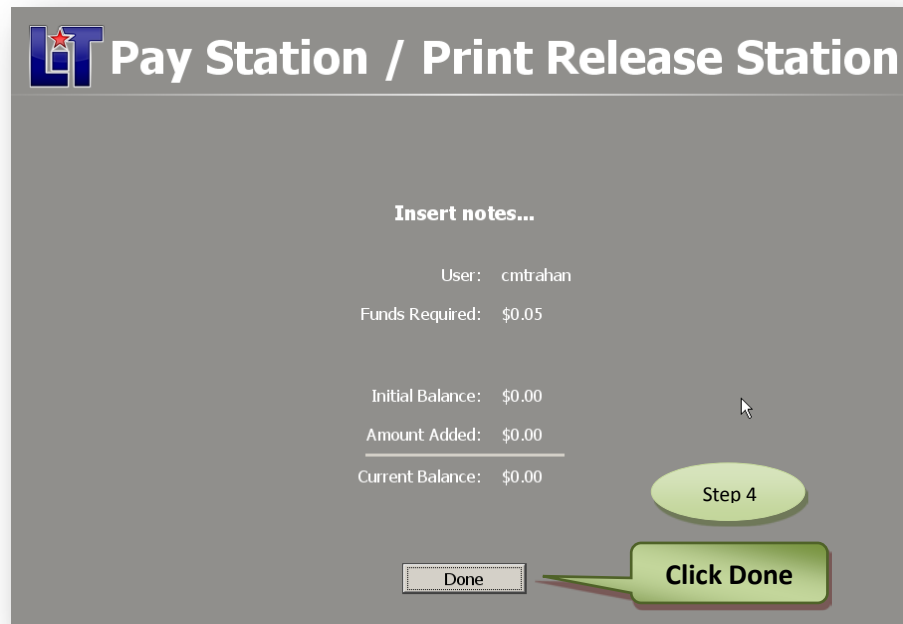 LIT Pay Station / Print Release Station
Insert notes...
User: cmtrahan
Funds Required: $0.05
Initial Balance: $0.00
Amount Added: $0.00
Current Balance: $0.00
Step 4
Done
Click Done